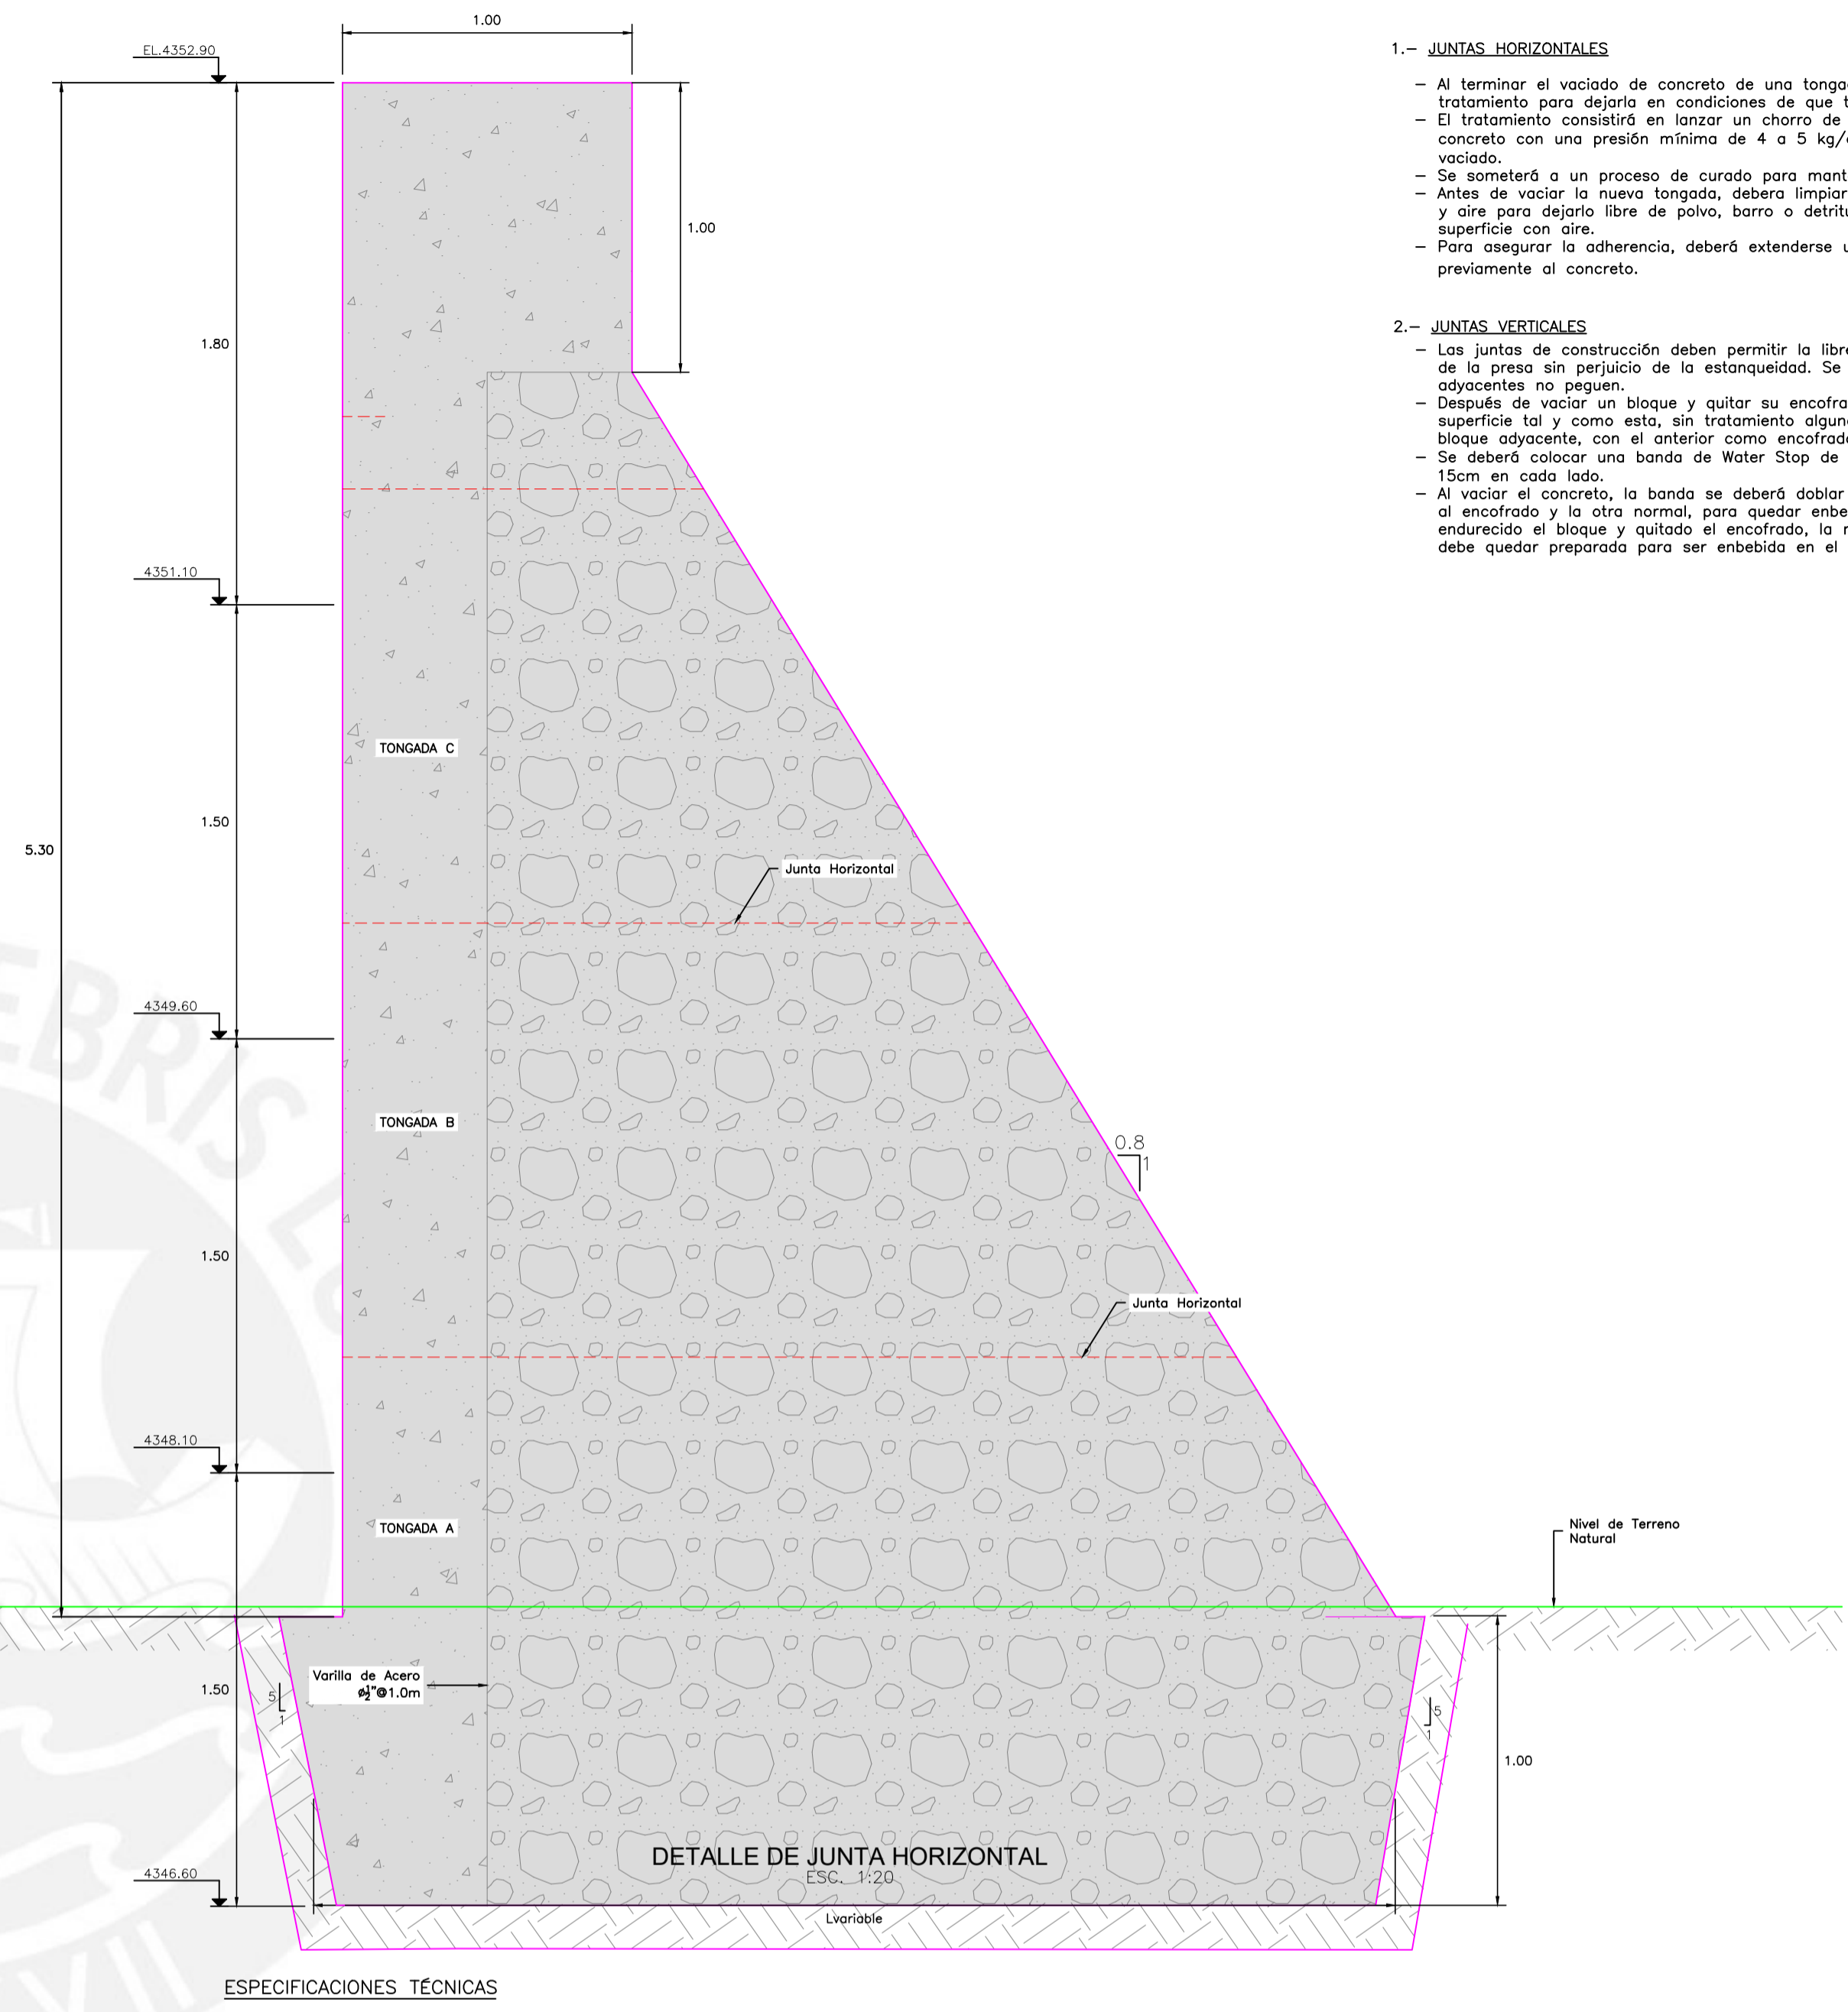 1.00
EL.4352.90
1.00
1.80
4351.10
TONGADA C
1.50
5.30
Junta Horizontal
4349.60
TONGADA B
0.8
1
1.50
Junta Horizontal
4348.10
TONGADA A
Nivel de Terreno
Natural
Varilla de Acero
ø½"@1.0m
1.50
5
1
5
1
1.00
DETALLE DE JUNTA HORIZONTAL
ESC. 1:20
4346.60
Lvariable
ESPECIFICACIONES TÉCNICAS
1.- JUNTAS HORIZONTALES
- Al terminar el vaciado de concreto de una
tratamiento para dejarla en condiciones de que
- El tratamiento consistirá en lanzar un chorro de
concreto con una presión mínima de 4 a 5
vaciado.
- Se someterá a un proceso de curado para
- Antes de vaciar la nueva tongada, debera
y aire para dejarlo libre de polvo, barro o
superficie con aire.
- Para asegurar la adherencia, deberá extenderse
previamente al concreto.
2.- JUNTAS VERTICALES
- Las juntas de construcción deben permitir la
de la presa sin perjuicio de la estanqueidad. Se
adyacentes no peguen.
- Después de vaciar un bloque y quitar su
superficie tal y como esta, sin tratamiento
bloque adyacente, con el anterior como
- Se deberá colocar una banda de Water Stop de
15cm en cada lado.
- Al vaciar el concreto, la banda se deberá doblar
al encofrado y la otra normal, para quedar
endurecido el bloque y quitado el encofrado, la
debe quedar preparada para ser enbebida en el
EBRIS
VII